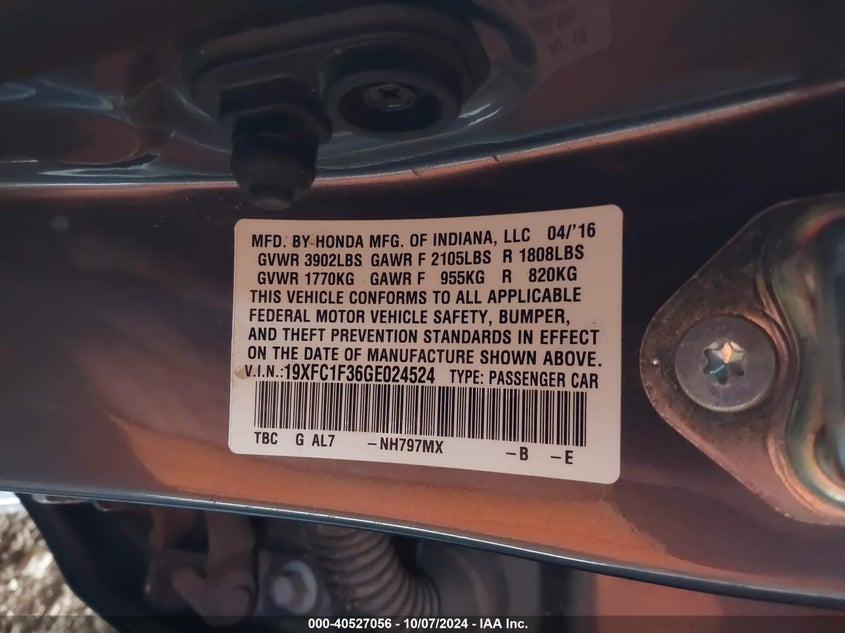 MFD. BY HONDA MFG. OF INDIANA, LLC 04/'16
GVWR 3902LBS GAWR F 2105LBS R 1808LBS
GVWR 1770KG GAWR F 955KG R 820KG
THIS VEHICLE CONFORMS TO ALL APPLICABLE
FEDERAL MOTOR VEHICLE SAFETY, BUMPER,
AND THEFT PREVENTION STANDARDS IN EFFECT
ON THE DATE OF MANUFACTURE SHOWN ABOVE.
V.I.N.:19XFC1F36GE024524 TYPE: PASSENGER CAR
TBC G AL7 –NH797MX –B –E
000-40527056 - 10/07/2024 - IAA Inc.